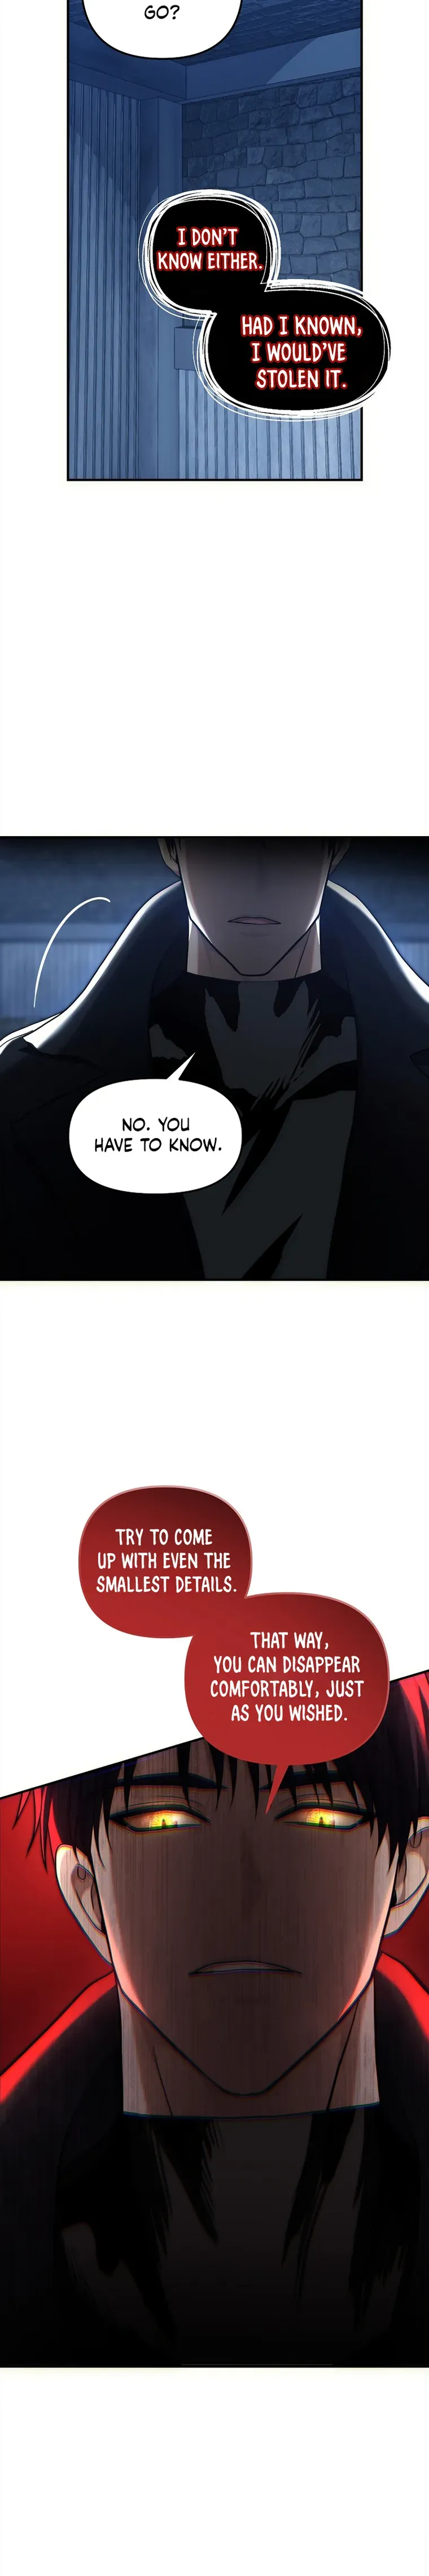 GO?
I DON'T
KNOW EITHER.
HAD I KNOWN,
I WOULD'VE
STOLEN IT.
NO. YOU
HAVE TO KNOW.
TRY TO COME
UP WITH EVEN THE
SMALLEST DETAILS.
THAT WAY,
YOU CAN DISAPPEAR
COMFORTABLY, JUST
AS YOU WISHED.